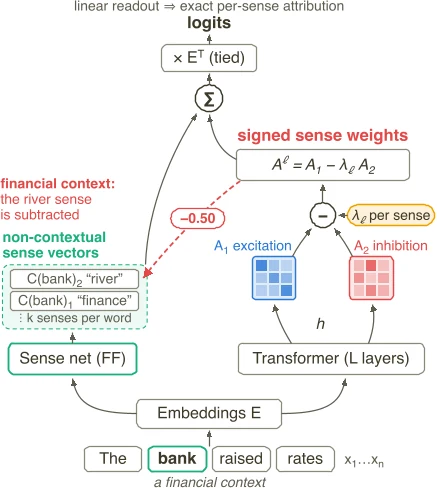 linear readout ⇒ exact per-sense attribution
logits
× Eᵀ (tied)
Σ
signed sense weights
Aˡ = A₁ − λₗ A₂
financial context:
the river sense
is subtracted
−0.50
−
λₗ per sense
non-contextual
sense vectors
A₁ excitation
A₂ inhibition
C(bank)₂ “river”
C(bank)₁ “finance”
⋮ k senses per word
h
Sense net (FF)
Transformer (L layers)
Embeddings E
The bank raised rates x₁…xₙ
a financial context